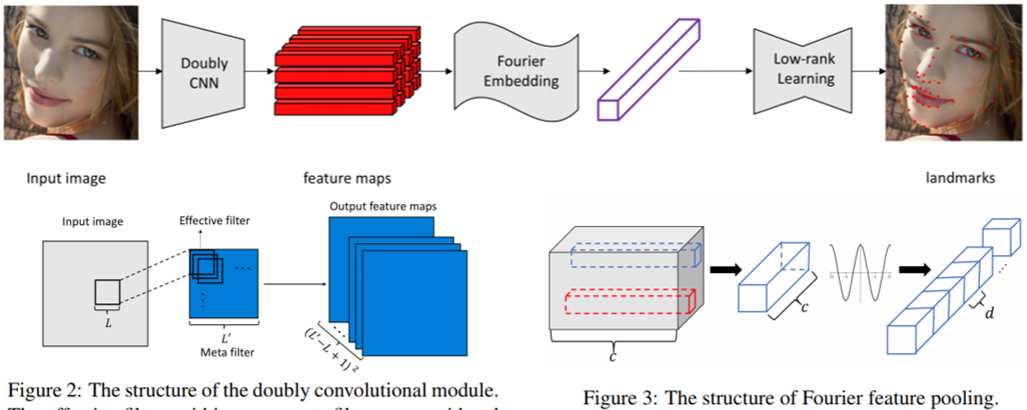 Doubly
CNN
Fourier
Embedding
Low-rank
Learning
Input image
feature maps
landmarks
Input image
Effective filter
Output feature maps
...
L
L'
Meta filter
(L'−L+1)²
c
c
d
Figure 2: The structure of the doubly convolutional module.
Figure 3: The structure of Fourier feature pooling.